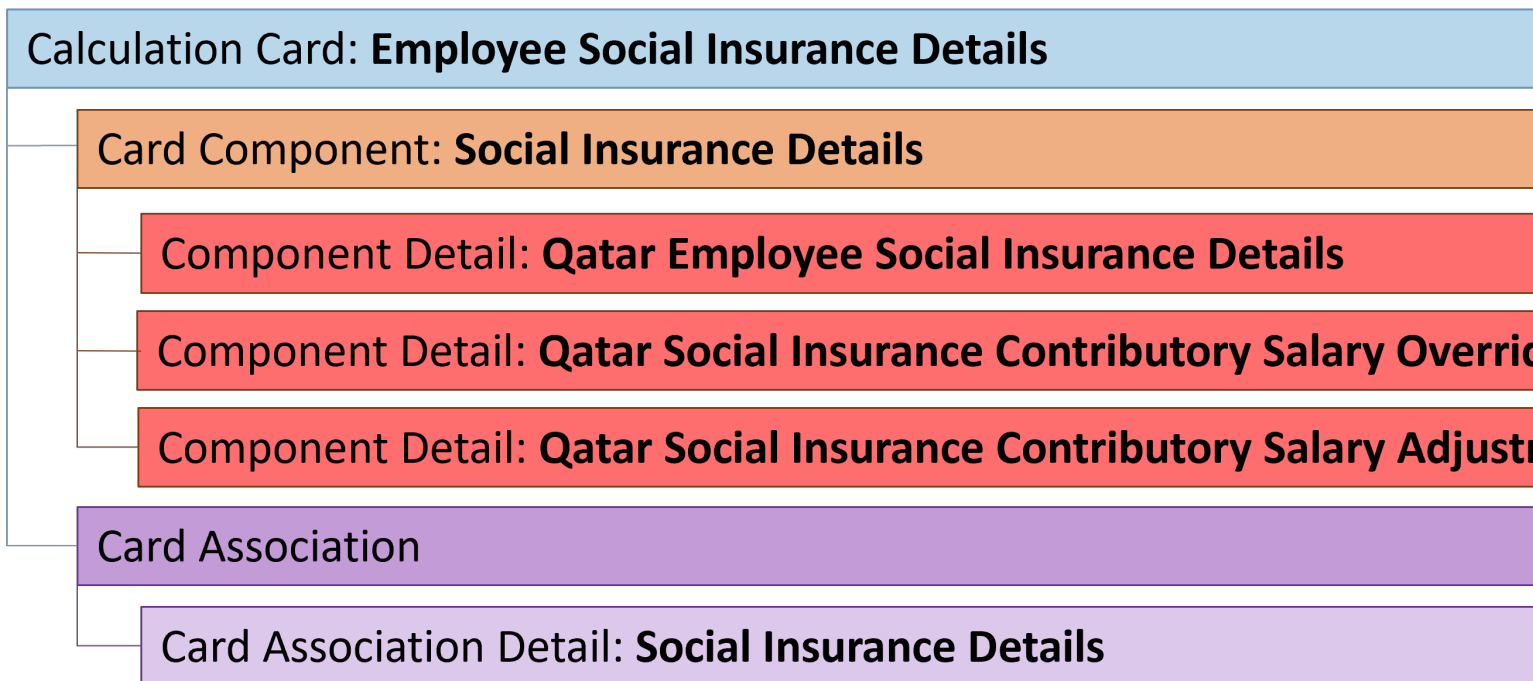 Calculation Card: Employee Social Insurance Details
Card Component: Social Insurance Details
Component Detail: Qatar Employee Social Insurance Details
Component Detail: Qatar Social Insurance Contributory Salary
Component Detail: Qatar Social Insurance Contributory Salary
Card Association
Card Association Detail: Social Insurance Details